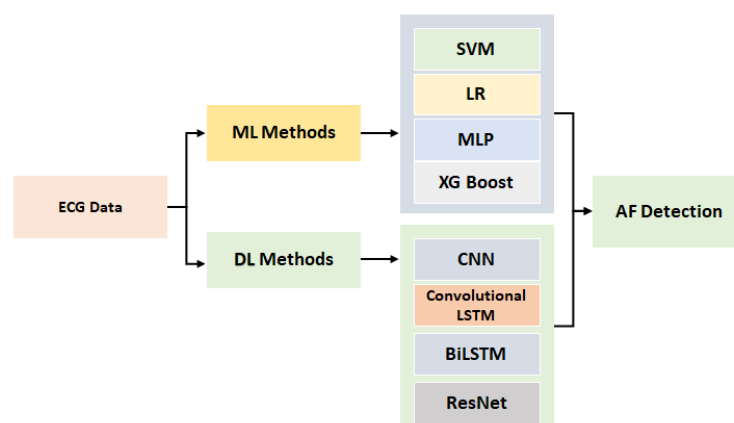 ECG Data
ML Methods
DL Methods
SVM
LR
MLP
XG Boost
CNN
Convolutional
LSTM
BiLSTM
ResNet
AF Detection